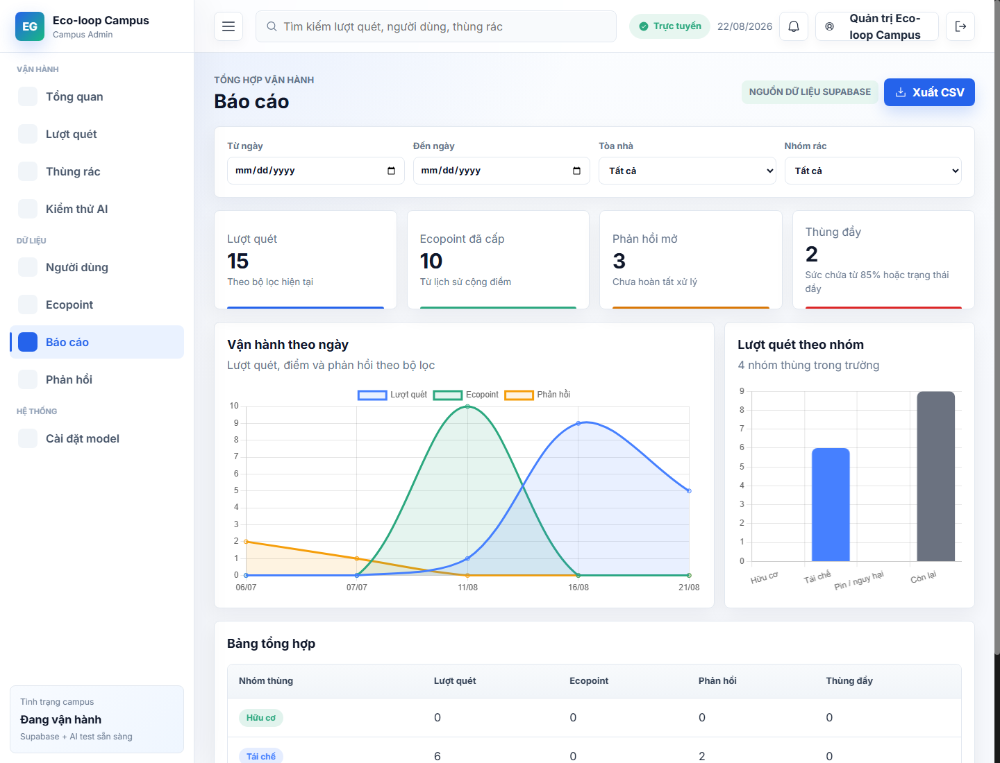 EG
Eco-loop Campus
Campus Admin
VẬN HÀNH
Tổng quan
Lượt quét
Thùng rác
Kiểm thử AI
DỮ LIỆU
Người dùng
Ecopoint
Báo cáo
Phản hồi
HỆ THỐNG
Cài đặt model
Tình trạng campus
Đang vận hành
Supabase + AI test sẵn sàng
Tìm kiếm lượt quét, người dùng, thùng rác
Trực tuyến
22/08/2026
Quản trị Eco-
loop Campus
TỔNG HỢP VẬN HÀNH
Báo cáo
NGUỒN DỮ LIỆU SUPABASE
Xuất CSV
Từ ngày
mm/dd/yyyy
Đến ngày
mm/dd/yyyy
Tòa nhà
Tất cả
Nhóm rác
Tất cả
Lượt quét
15
Theo bộ lọc hiện tại
Ecopoint đã cấp
10
Từ lịch sử cộng điểm
Phản hồi mở
3
Chưa hoàn tất xử lý
Thùng đầy
2
Sức chứa từ 85% hoặc trạng thái
đầy
Vận hành theo ngày
Lượt quét, điểm và phản hồi theo bộ lọc
Lượt quét Ecopoint Phản hồi
10
9
8
7
6
5
4
3
2
1
0
06/07 07/07 11/08 16/08 21/08
Lượt quét theo nhóm
4 nhóm thùng trong trường
9
8
7
6
5
4
3
2
1
0
Hữu cơ Tái chế Pin / nguy hại Còn lại
Bảng tổng hợp
Nhóm thùng Lượt quét Ecopoint Phản hồi Thùng đầy
Hữu cơ 0 0 0 0
Tái chế 6 0 2 0